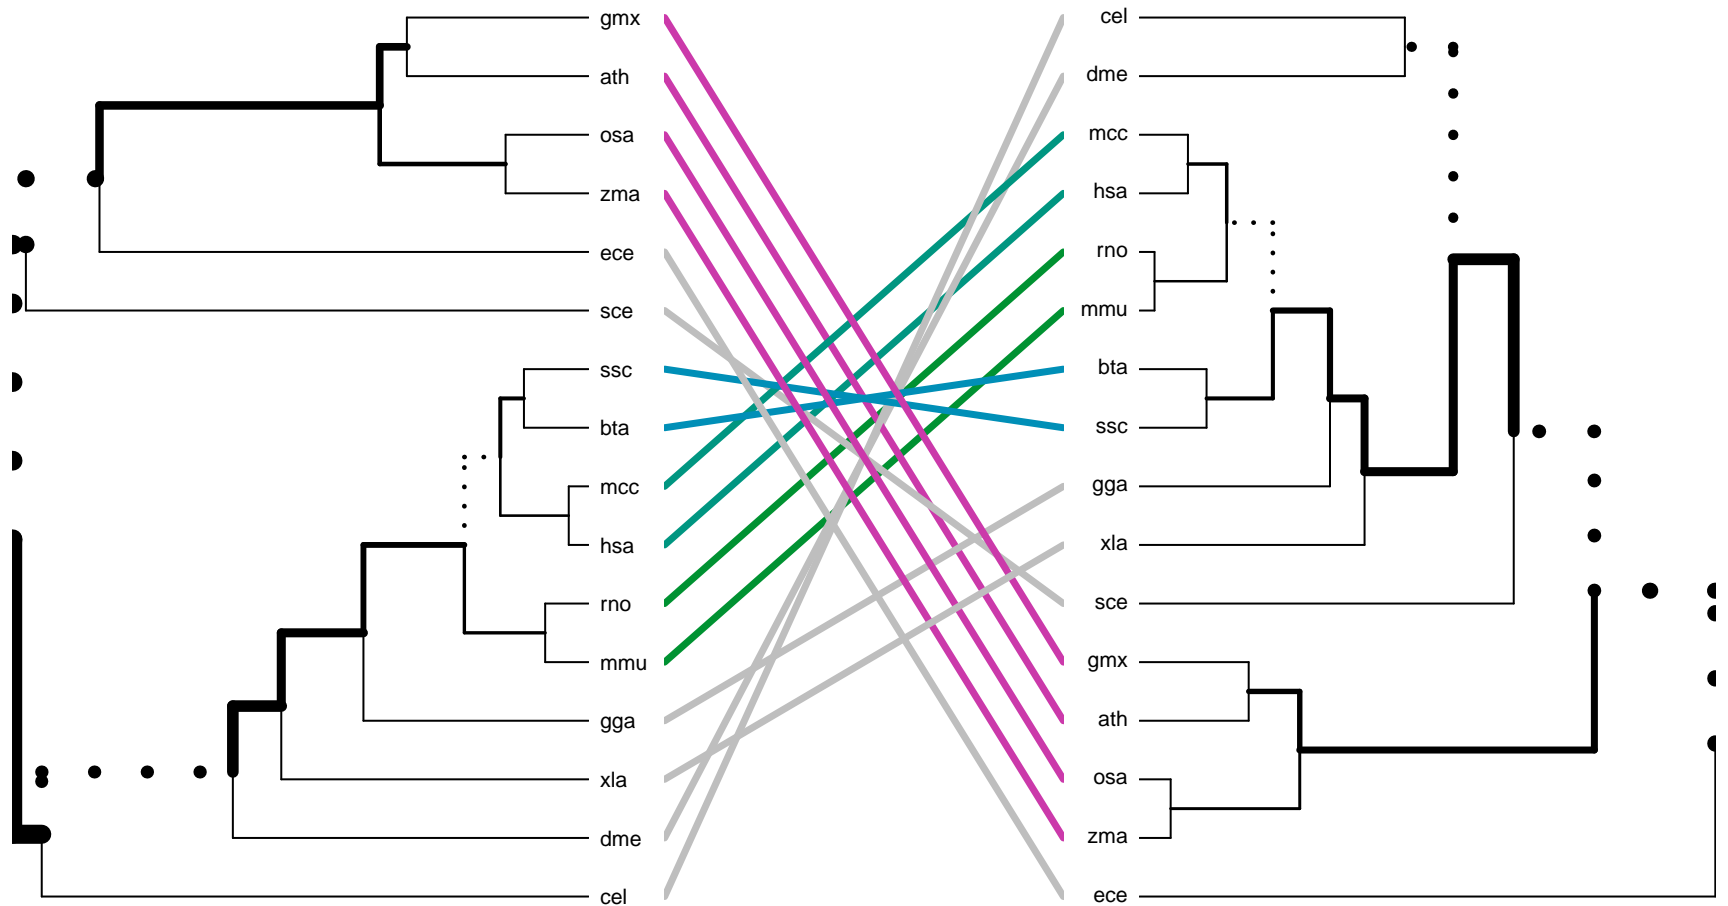 gmx
ath
osa
zma
ece
sce
ssc
bta
mcc
hsa
rno
mmu
gga
xla
dme
cel
cel
dme
mcc
hsa
rno
mmu
bta
ssc
gga
xla
sce
gmx
ath
osa
zma
ece